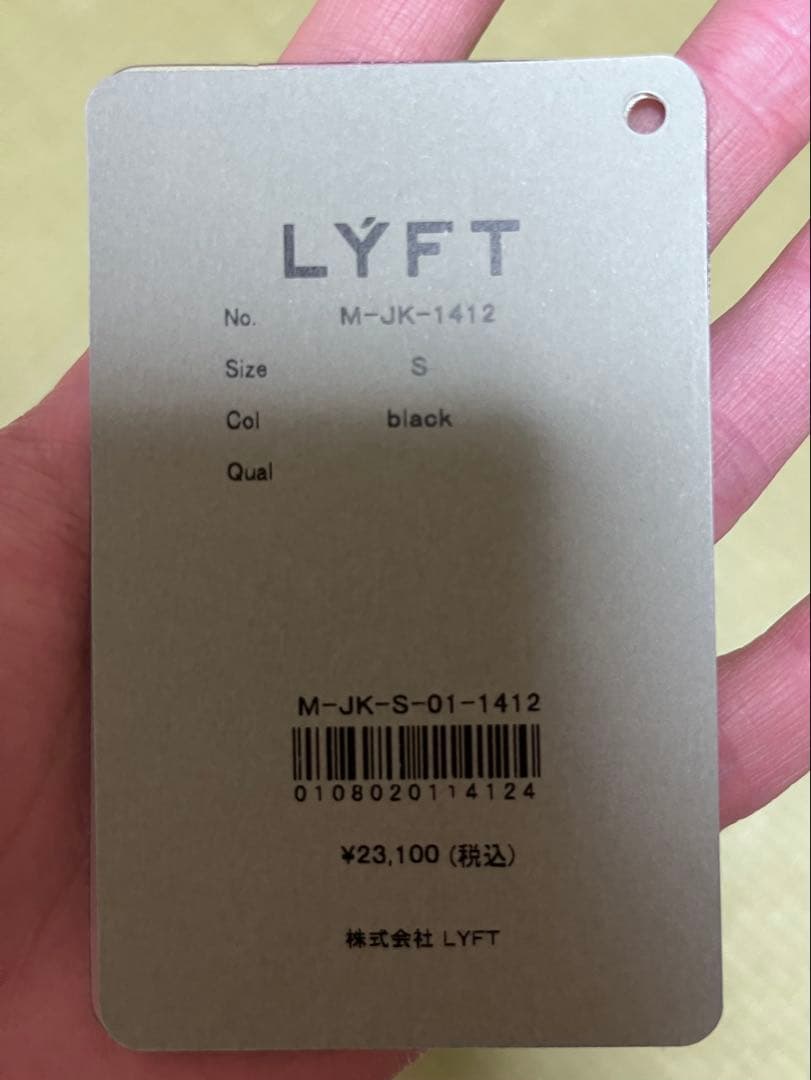 LÝFT
No. M-JK-1412
Size S
Col black
Qual
M-JK-S-01-1412
0108020114124
¥23,100 (税込)
株式会社 LYFT